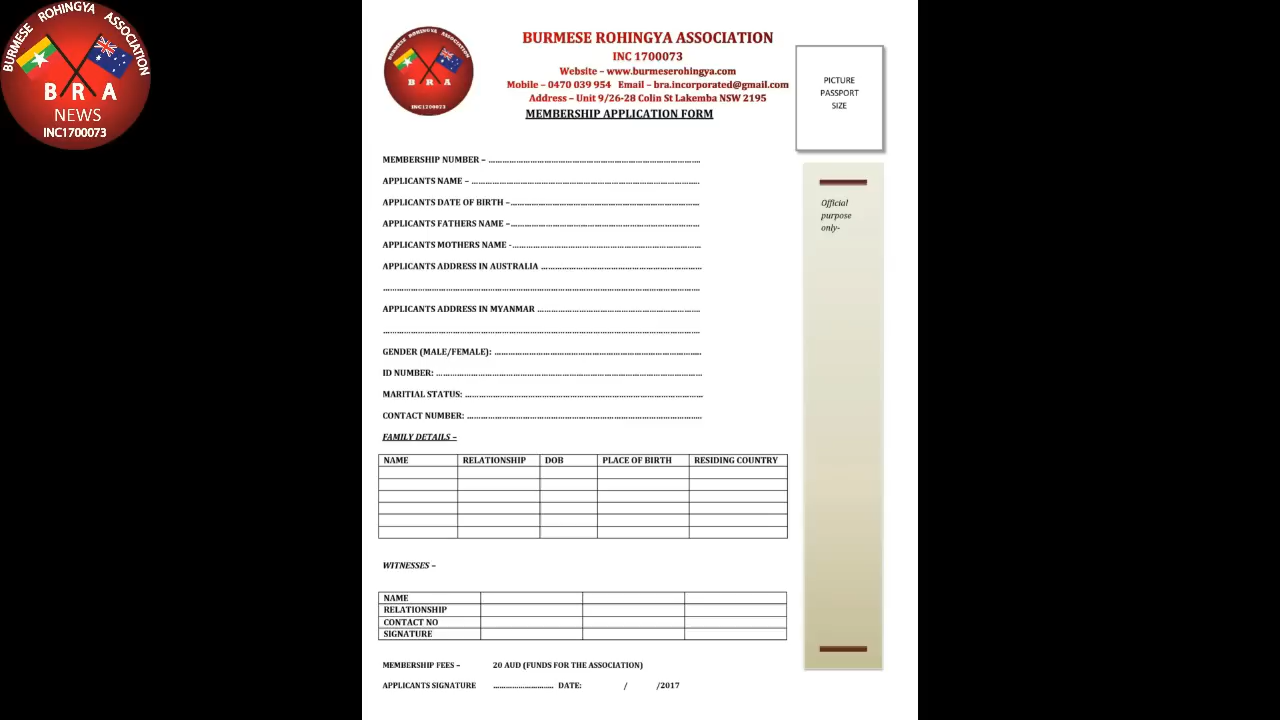 BURMESE ROHINGYA ASSOCIATION
B R A
NEWS
INC1700073
BURMESE ROHINGYA ASSOCIATION
B R A
INC1700073
BURMESE ROHINGYA ASSOCIATION
INC 1700073
Website – www.burmeserohingya.com
Mobile – 0470 039 954 Email – bra.incorporated@gmail.com
Address – Unit 9/26-28 Colin St Lakemba NSW 2195
MEMBERSHIP APPLICATION FORM
PICTURE
PASSPORT
SIZE
Official
purpose
only-
MEMBERSHIP NUMBER – ..........................................................................
APPLICANTS NAME – ..........................................................................
APPLICANTS DATE OF BIRTH –..........................................................................
APPLICANTS FATHERS NAME –..........................................................................
APPLICANTS MOTHERS NAME -..........................................................................
APPLICANTS ADDRESS IN AUSTRALIA ..........................................................................
..........................................................................
APPLICANTS ADDRESS IN MYANMAR ..........................................................................
..........................................................................
GENDER (MALE/FEMALE): ..........................................................................
ID NUMBER: ..........................................................................
MARITIAL STATUS: ..........................................................................
CONTACT NUMBER: ..........................................................................
FAMILY DETAILS –
NAME RELATIONSHIP DOB PLACE OF BIRTH RESIDING COUNTRY
WITNESSES –
NAME
RELATIONSHIP
CONTACT NO
SIGNATURE
MEMBERSHIP FEES – 20 AUD (FUNDS FOR THE ASSOCIATION)
APPLICANTS SIGNATURE .......................... DATE: / /2017